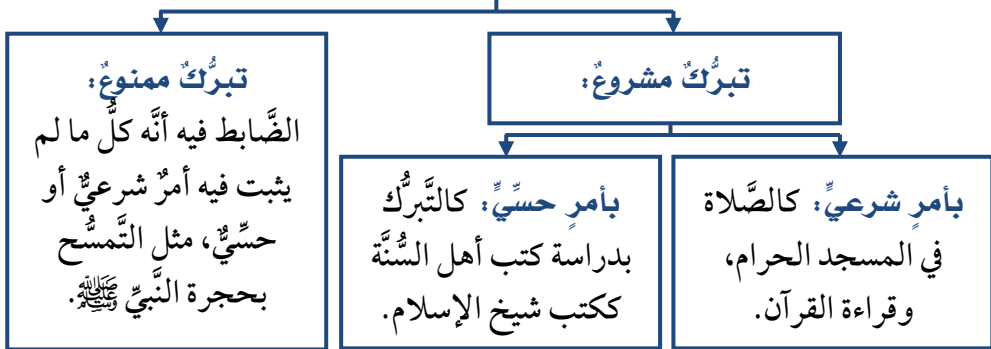 تبرُّكٌ مشروعٌ:
بأمرٍ شرعيٍّ: كالصَّلاة
في المسجد الحرام،
وقراءة القرآن.
بأمرٍ حسِّيٍّ: كالتَّبرُّك
بدراسة كتب أهل السُّنَّة
ككتب شيخ الإسلام.
تبرُّكٌ ممنوعٌ:
الضَّابط فيه أنَّه كلُّ ما لم
يثبت فيه أمرٌ شرعيٌّ أو
حسِّيٌّ، مثل التَّمسُّح
بحجرة النَّبيِّ ﷺ.